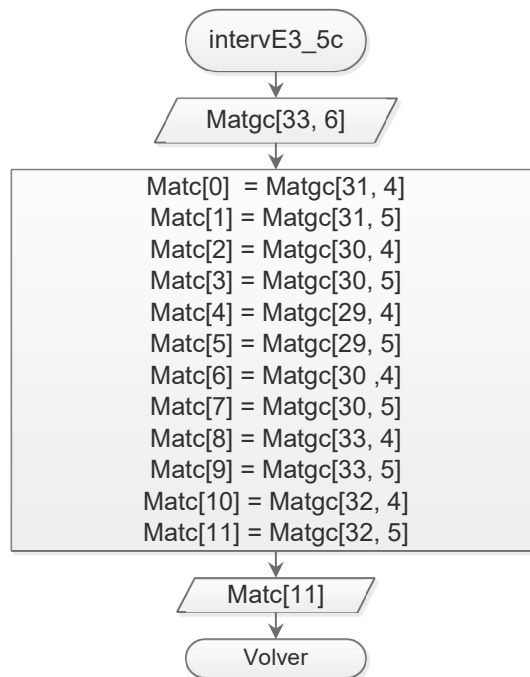 intervE3_5c
Matgc[33, 6]
Matc[0]  = Matgc[31, 4]
Matc[1] = Matgc[31, 5]
Matc[2] = Matgc[30, 4]
Matc[3] = Matgc[30, 5]
Matc[4] = Matgc[29, 4]
Matc[5] = Matgc[29, 5]
Matc[6] = Matgc[30 ,4]
Matc[7] = Matgc[30, 5]
Matc[8] = Matgc[33, 4]
Matc[9] = Matgc[33, 5]
Matc[10] = Matgc[32, 4]
Matc[11] = Matgc[32, 5]
Matc[11]
Volver